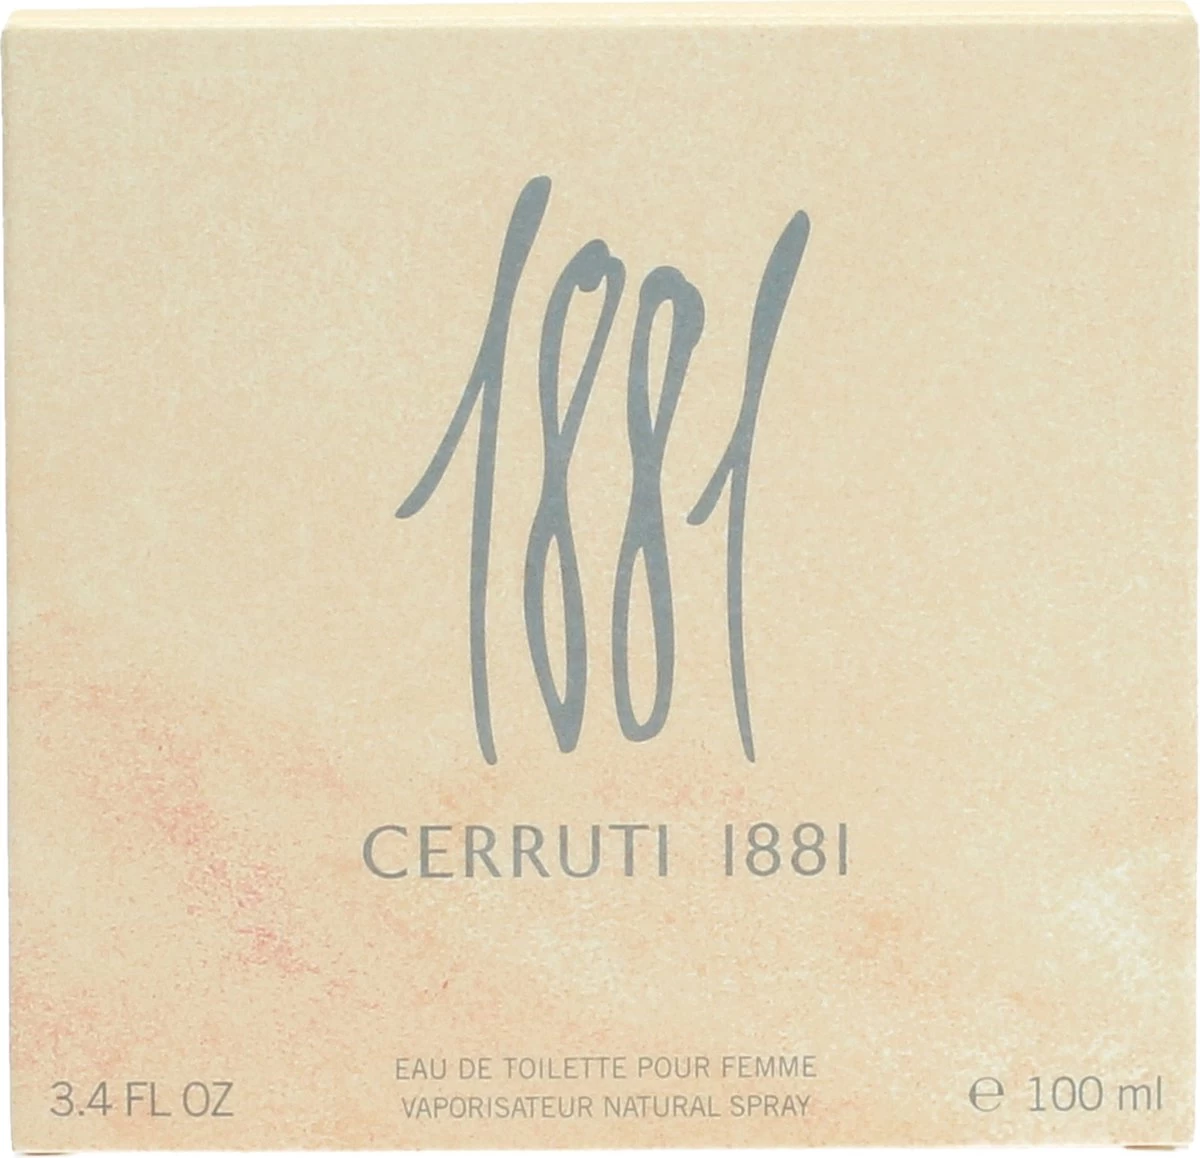 1881
CERRUTI 1881
EAU DE TOILETTE POUR FEMME
VAPORISATEUR NATURAL SPRAY
3.4 FL OZ
℮ 100 ml